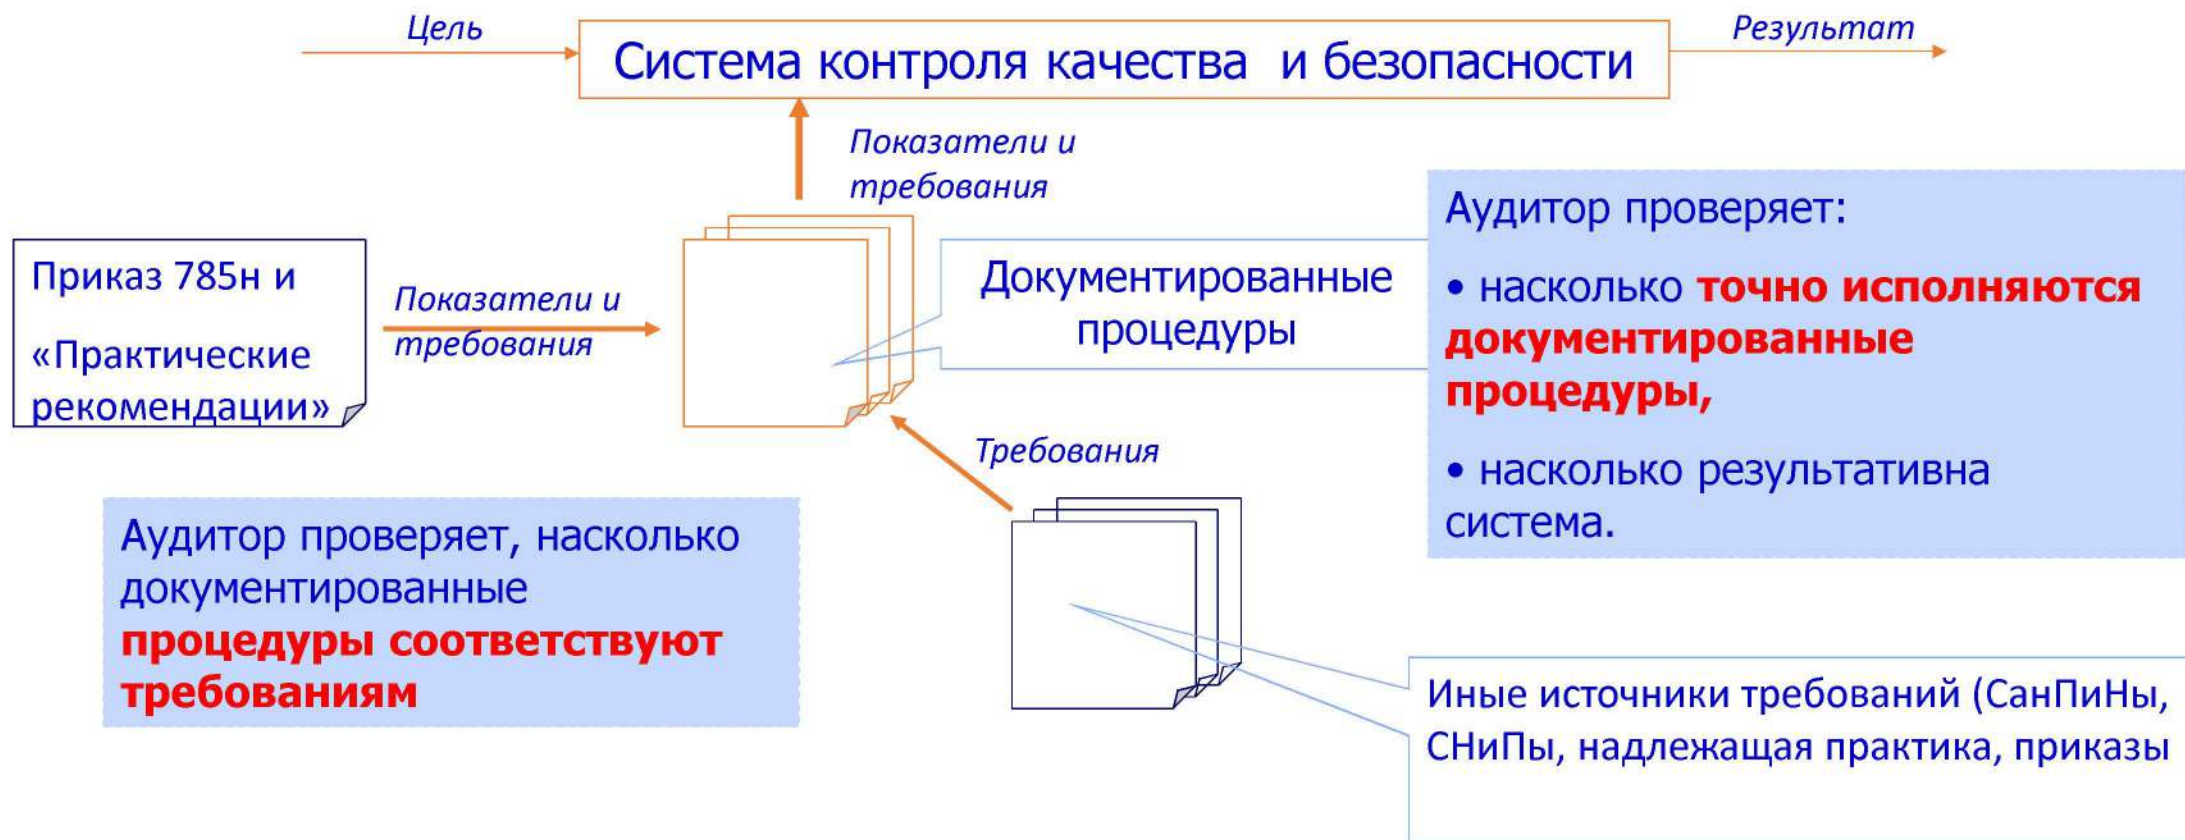 Цель
Система контроля качества и безопасности
Результат
Показатели и
требования
Приказ 785н и
«Практические
рекомендации»
Показатели и
требования
Документированные
процедуры
Аудитор проверяет:
• насколько точно исполняются
документированные
процедуры,
• насколько результативна
система.
Требования
Аудитор проверяет, насколько
документированные
процедуры соответствуют
требованиям
Иные источники требований (СанПиНы,
СНиПы, надлежащая практика, приказы